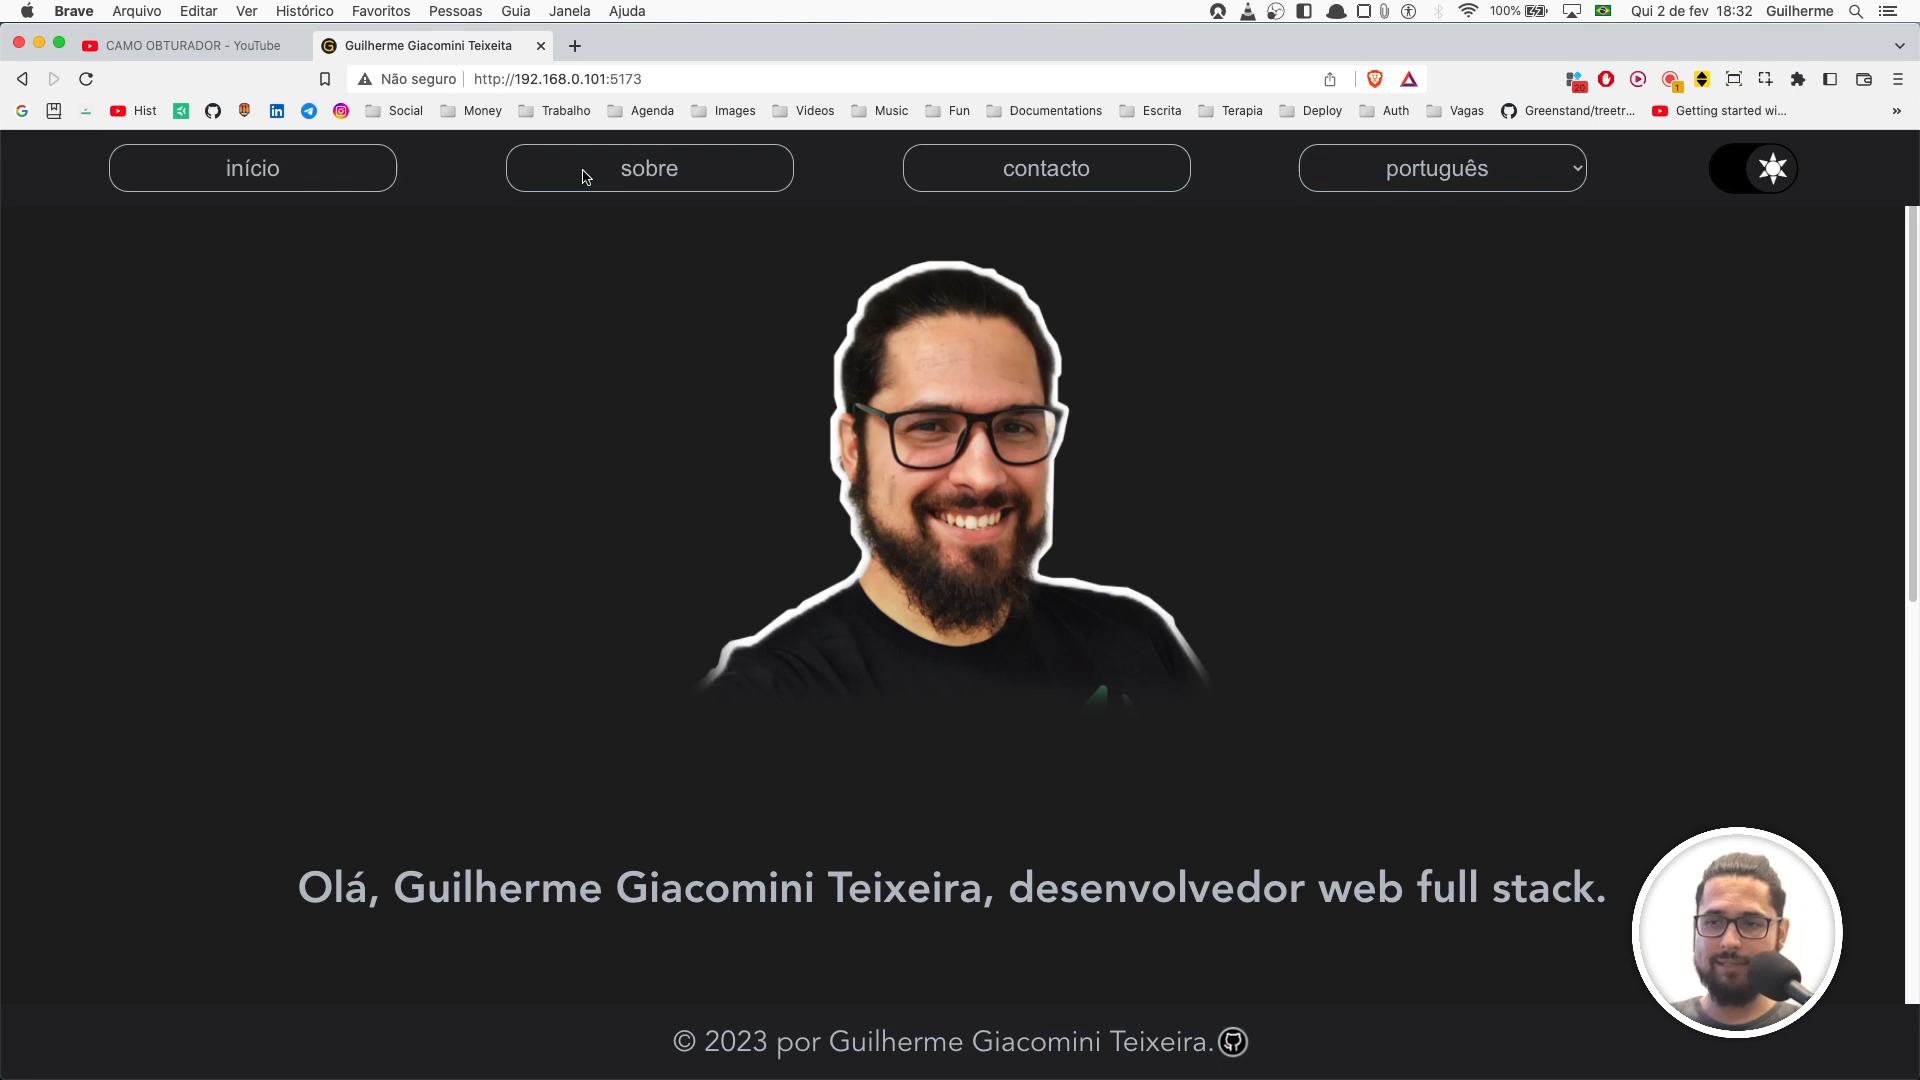 Brave Arquivo Editar Ver Histórico Favoritos Pessoas Guia Janela Ajuda 100% Qui 2 de fev 18:32 Guilherme
CAMO OBTURADOR - YouTube Guilherme Giacomini Teixeita
Não seguro http://192.168.0.101:5173 20 1
Hist Social Money Trabalho Agenda Images Videos Music Fun Documentations Escrita Terapia Deploy Auth Vagas Greenstand/treetr... Getting started wi... »
início sobre contacto português
Olá, Guilherme Giacomini Teixeira, desenvolvedor web full stack.
© 2023 por Guilherme Giacomini Teixeira.